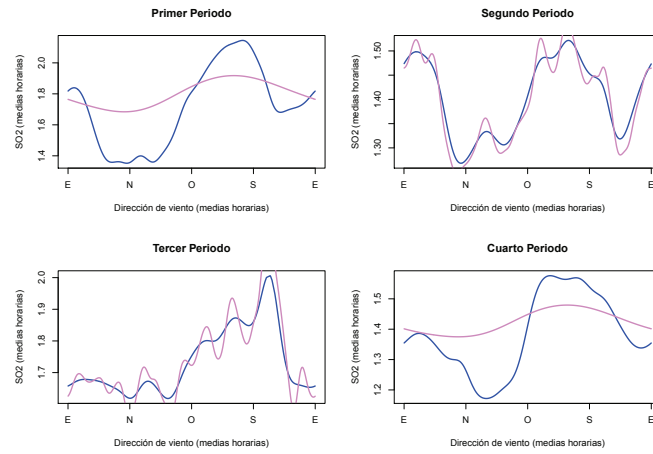 Primer Periodo
SO2 (medias horarias)
2.0
1.8
1.6
1.4
E N O S E
Dirección de viento (medias horarias)
Segundo Periodo
SO2 (medias horarias)
1.50
1.40
1.30
E N O S E
Dirección de viento (medias horarias)
Tercer Periodo
SO2 (medias horarias)
2.0
1.9
1.8
1.7
E N O S E
Dirección de viento (medias horarias)
Cuarto Periodo
SO2 (medias horarias)
1.5
1.4
1.3
1.2
E N O S E
Dirección de viento (medias horarias)